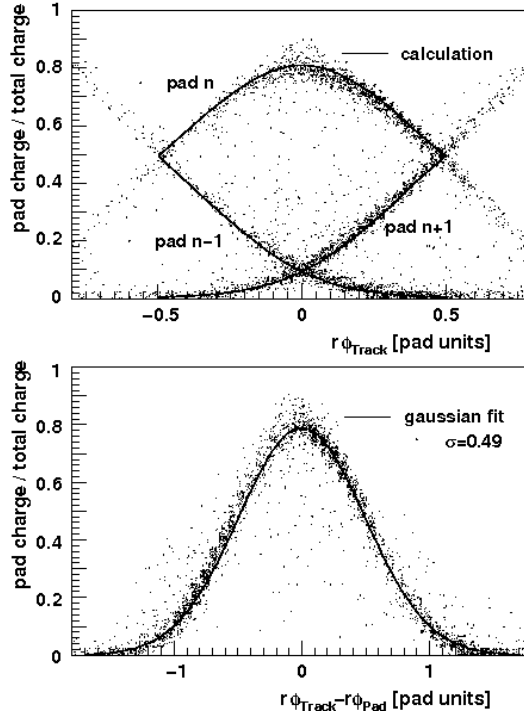 1
0.8
0.6
0.4
0.2
0
pad charge / total charge
calculation
pad n
pad n−1
pad n+1
−0.5
0
0.5
rϕTrack [pad units]
1
0.8
0.6
0.4
0.2
0
pad charge / total charge
gaussian fit
σ=0.49
−1
0
1
rϕTrack−rϕPad [pad units]